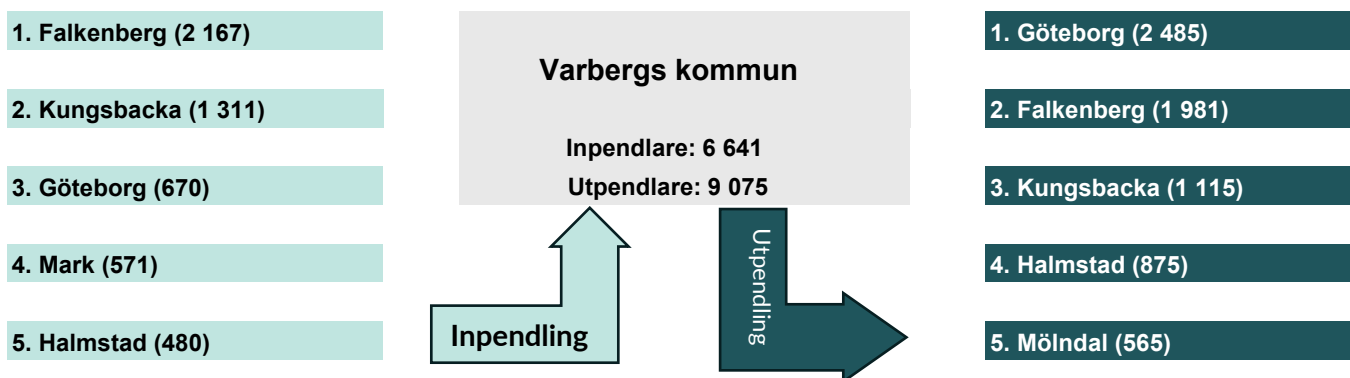 1. Falkenberg (2 167)
2. Kungsbacka (1 311)
3. Göteborg (670)
4. Mark (571)
5. Halmstad (480)
Varbergs kommun
Inpendlare: 6 641
Utpendlare: 9 075
Inpendling
Utpendling
1. Göteborg (2 485)
2. Falkenberg (1 981)
3. Kungsbacka (1 115)
4. Halmstad (875)
5. Mölndal (565)